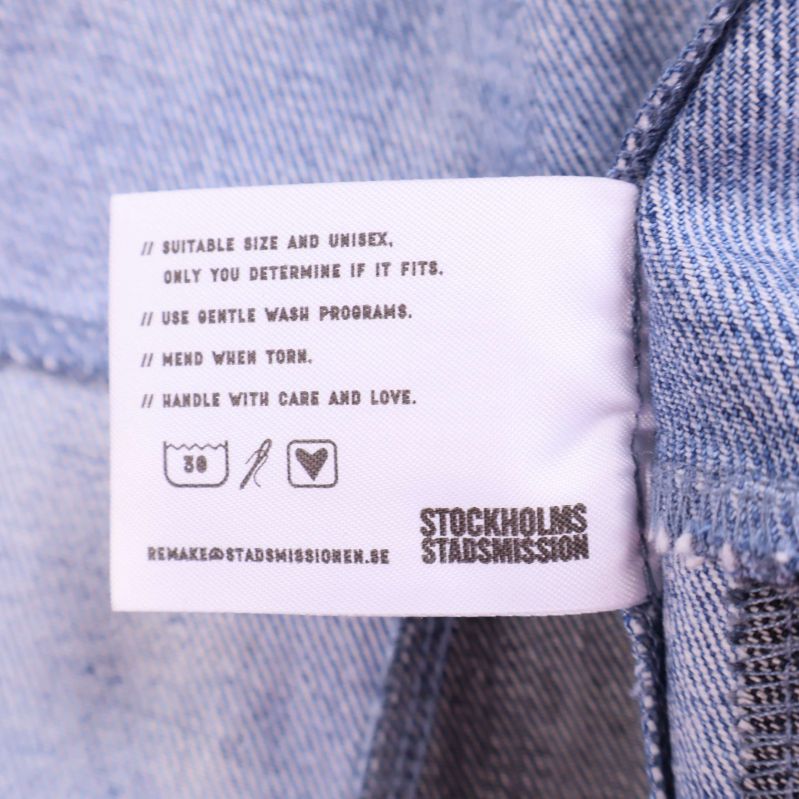 // SUITABLE SIZE AND UNISEX,
ONLY YOU DETERMINE IF IT FITS.
// USE GENTLE WASH PROGRAMS.
// MEND WHEN TORN.
// HANDLE WITH CARE AND LOVE.
30
REMAKE@STADSMISSIONEN.SE
STOCKHOLMS
STADSMISSION